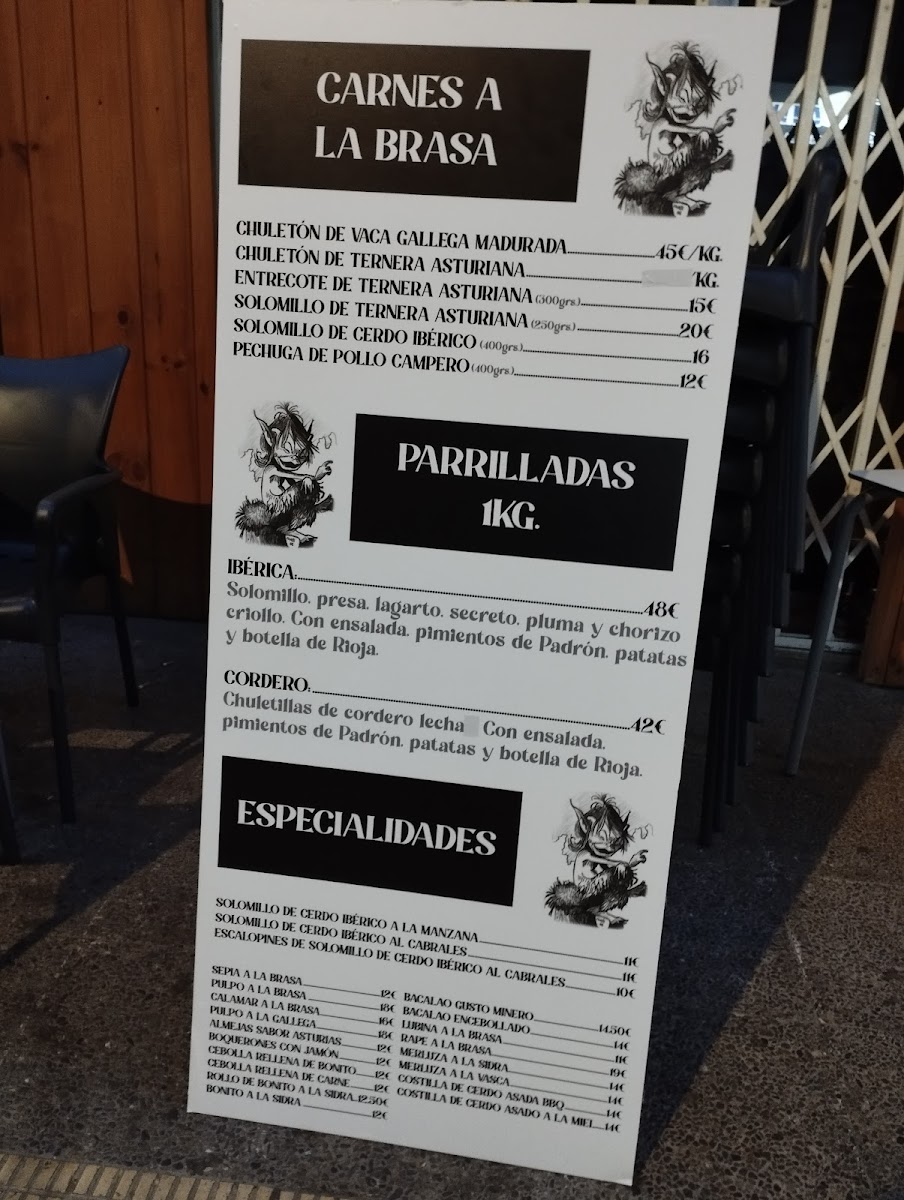 CARNES A
LA BRASA
CHULETÓN DE VACA GALLEGA MADURADA 45€/KG.
CHULETÓN DE TERNERA ASTURIANA /KG.
ENTRECOTE DE TERNERA ASTURIANA (300grs.) 15€
SOLOMILLO DE TERNERA ASTURIANA (250grs.) 20€
SOLOMILLO DE CERDO IBÉRICO (400grs.) 16
PECHUGA DE POLLO CAMPERO (400grs.) 12€
PARRILLADAS
1KG.
IBÉRICA: 48€
Solomillo, presa, lagarto, secreto, pluma y chorizo
criollo. Con ensalada, pimientos de Padrón, patatas
y botella de Rioja.
CORDERO: 42€
Chuletillas de cordero lecha Con ensalada,
pimientos de Padrón, patatas y botella de Rioja.
ESPECIALIDADES
SOLOMILLO DE CERDO IBÉRICO A LA MANZANA 11€
SOLOMILLO DE CERDO IBÉRICO AL CABRALES 11€
ESCALOPINES DE SOLOMILLO DE CERDO IBÉRICO AL CABRALES 10€
SEPIA A LA BRASA 12€
PULPO A LA BRASA 18€
CALAMAR A LA BRASA 16€
PULPO A LA GALLEGA 18€
ALMEJAS SABOR ASTURIAS 12€
BOQUERONES CON JAMÓN 12€
CEBOLLA RELLENA DE BONITO 12€
CEBOLLA RELLENA DE CARNE 12€
ROLLO DE BONITO A LA SIDRA 12.50€
BONITO A LA SIDRA 12€
BACALAO GUSTO MINERO 14.50€
BACALAO ENCEBOLLADO 14€
LUBINA A LA BRASA 11€
RAPE A LA BRASA 19€
MERLUZA A LA SIDRA 14€
MERLUZA A LA VASCA 14€
COSTILLA DE CERDO ASADA BBQ 14€
COSTILLA DE CERDO ASADO A LA MIEL 14€